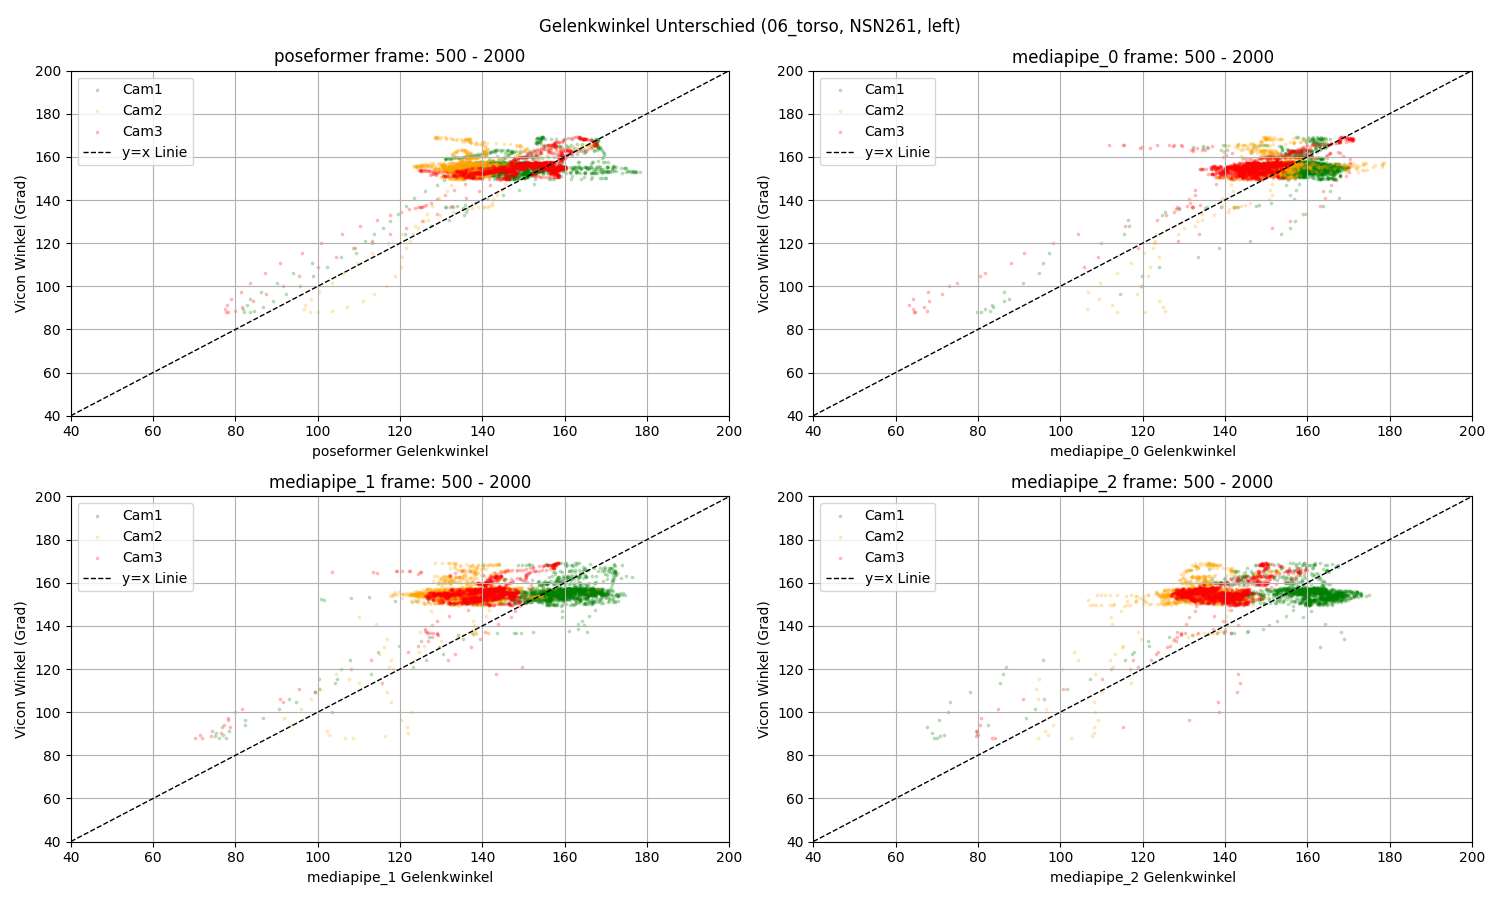 Gelenkwinkel Unterschied (06_torso, NSN261, left)
poseformer frame: 500 - 2000
200
180
160
140
120
100
80
60
40
Vicon Winkel (Grad)
Cam1
Cam2
Cam3
y=x Linie
40 60 80 100 120 140 160 180 200
poseformer Gelenkwinkel
mediapipe_0 frame: 500 - 2000
200
180
160
140
120
100
80
60
40
Vicon Winkel (Grad)
Cam1
Cam2
Cam3
y=x Linie
40 60 80 100 120 140 160 180 200
mediapipe_0 Gelenkwinkel
mediapipe_1 frame: 500 - 2000
200
180
160
140
120
100
80
60
40
Vicon Winkel (Grad)
Cam1
Cam2
Cam3
y=x Linie
40 60 80 100 120 140 160 180 200
mediapipe_1 Gelenkwinkel
mediapipe_2 frame: 500 - 2000
200
180
160
140
120
100
80
60
40
Vicon Winkel (Grad)
Cam1
Cam2
Cam3
y=x Linie
40 60 80 100 120 140 160 180 200
mediapipe_2 Gelenkwinkel